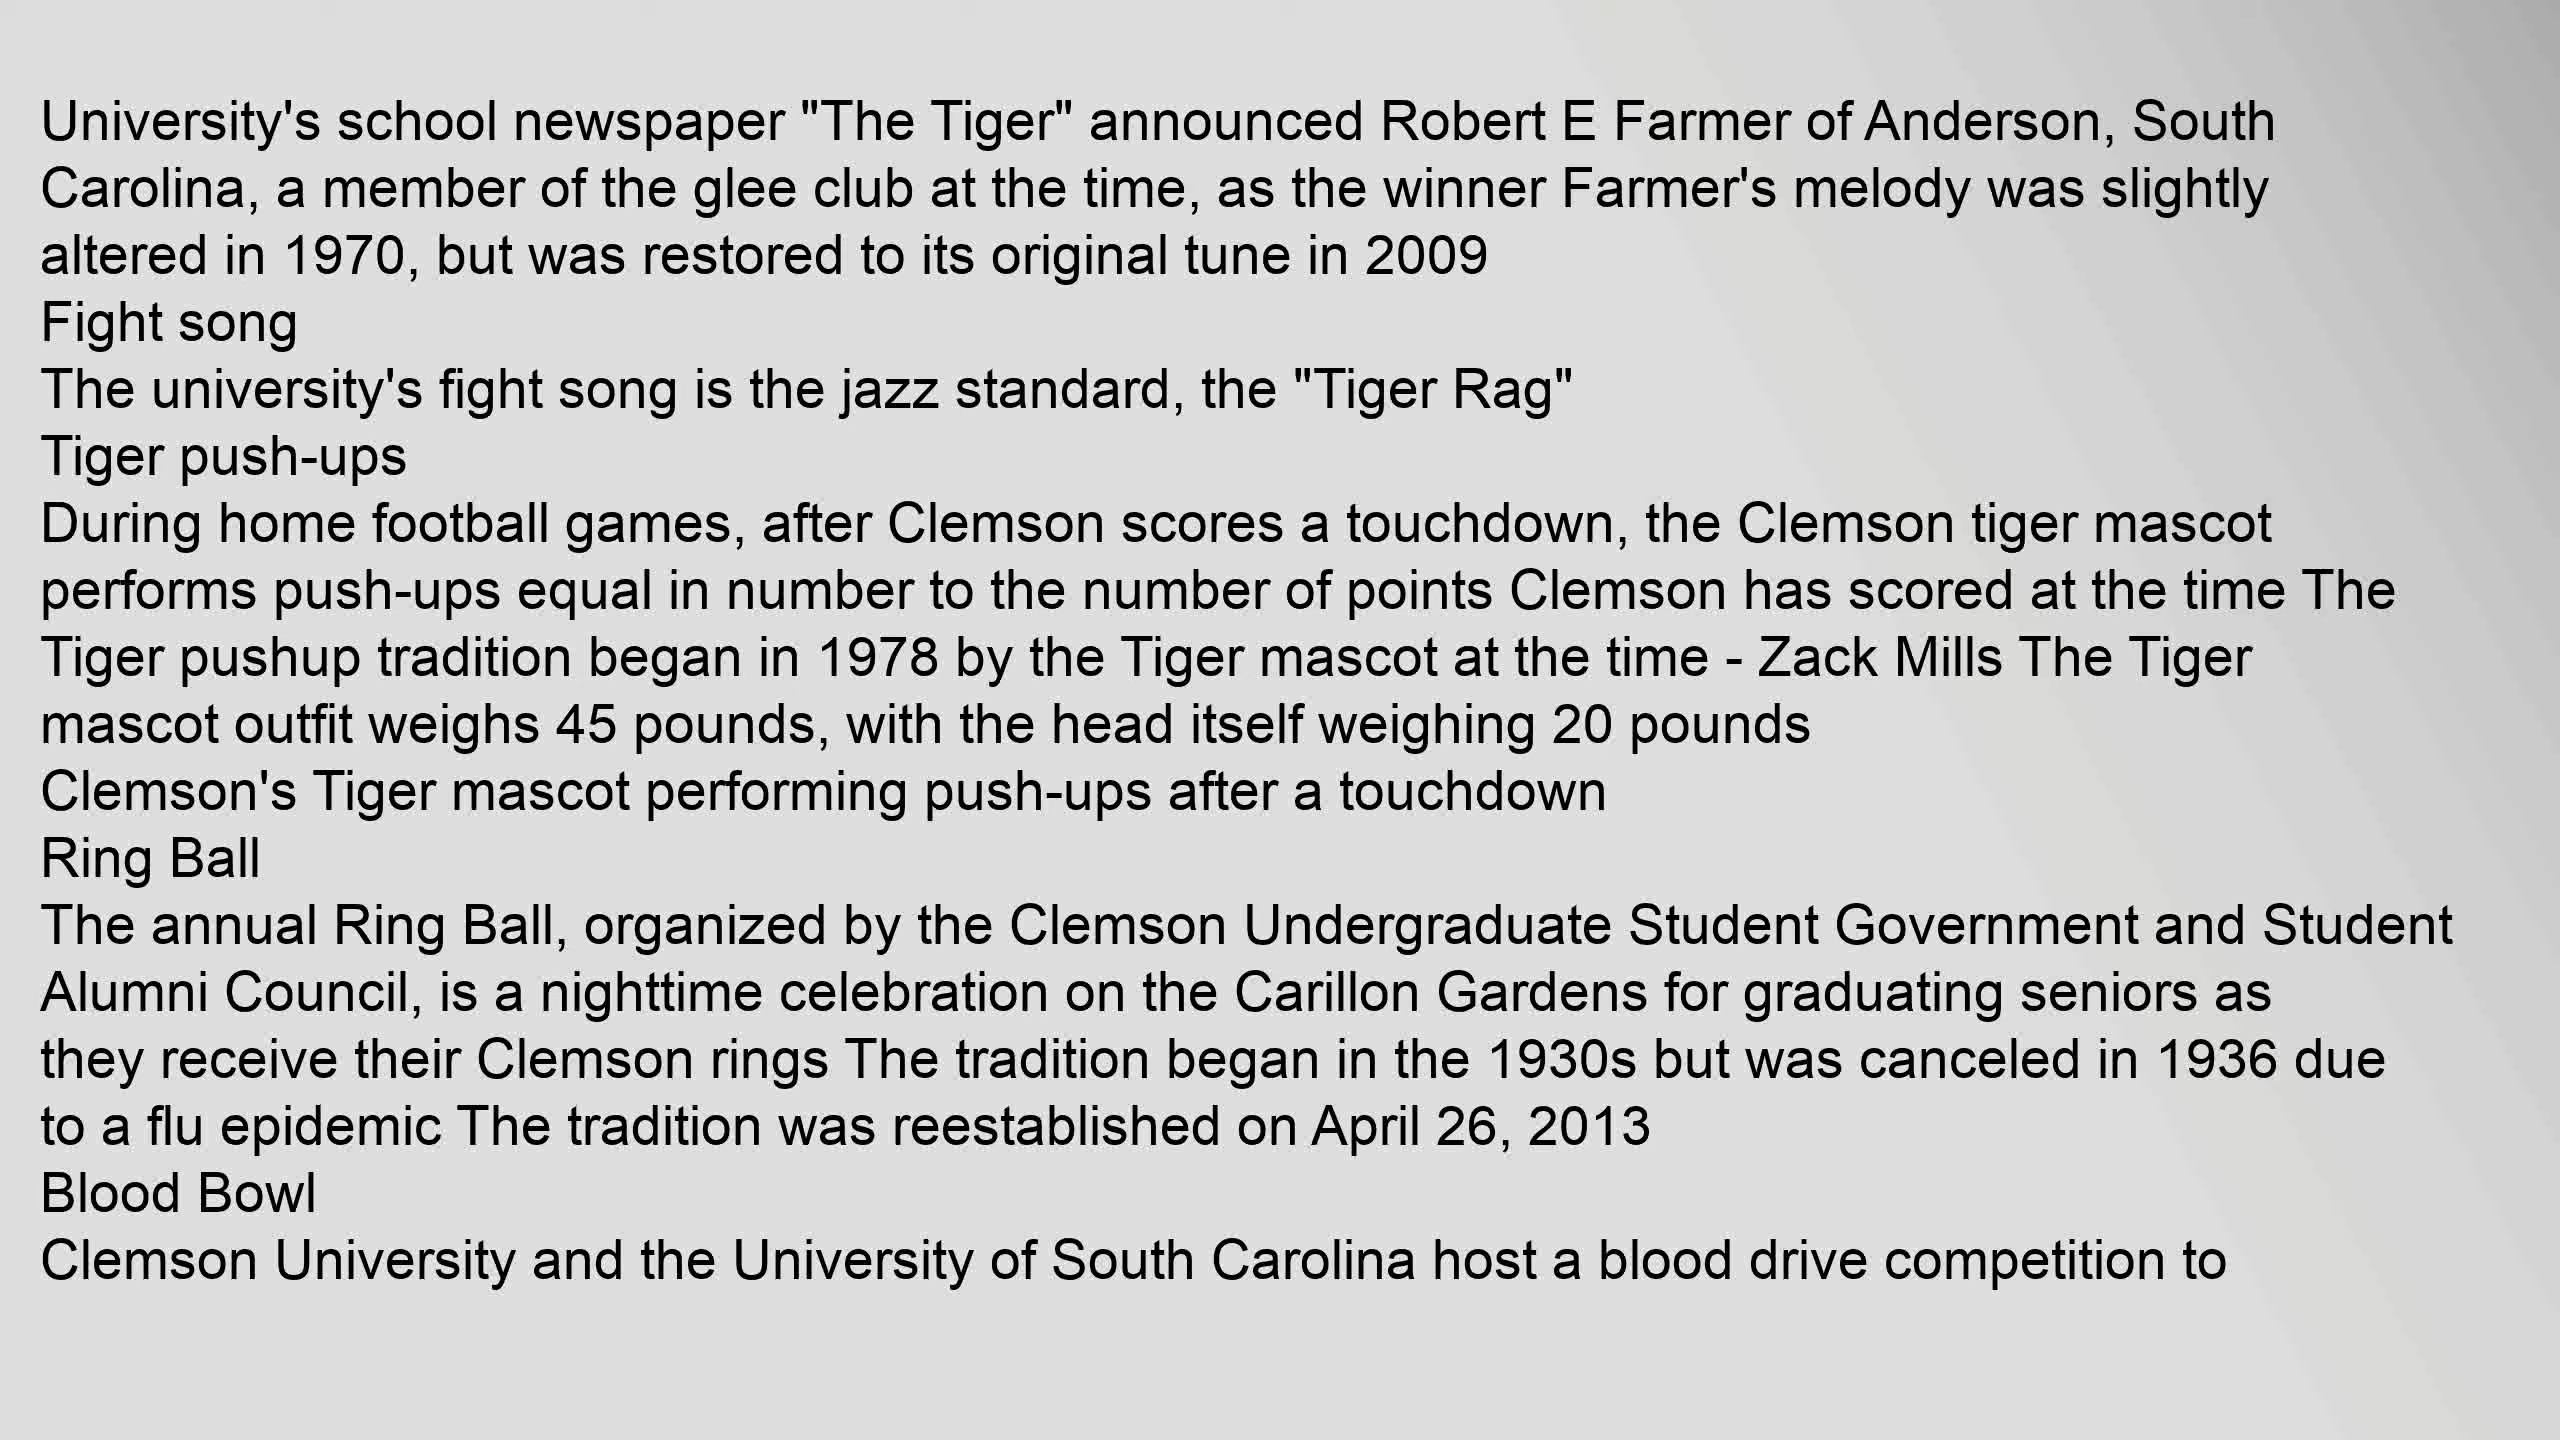 University's school newspaper "The Tiger" announced Robert E Farmer of Anderson, South
Carolina, a member of the glee club at the time, as the winner Farmer's melody was slightly
altered in 1970, but was restored to its original tune in 2009
Fight song
The university's fight song is the jazz standard, the "Tiger Rag"
Tiger push-ups
During home football games, after Clemson scores a touchdown, the Clemson tiger mascot
performs push-ups equal in number to the number of points Clemson has scored at the time The
Tiger pushup tradition began in 1978 by the Tiger mascot at the time - Zack Mills The Tiger
mascot outfit weighs 45 pounds, with the head itself weighing 20 pounds
Clemson's Tiger mascot performing push-ups after a touchdown
Ring Ball
The annual Ring Ball, organized by the Clemson Undergraduate Student Government and Student
Alumni Council, is a nighttime celebration on the Carillon Gardens for graduating seniors as
they receive their Clemson rings The tradition began in the 1930s but was canceled in 1936 due
to a flu epidemic The tradition was reestablished on April 26, 2013
Blood Bowl
Clemson University and the University of South Carolina host a blood drive competition to